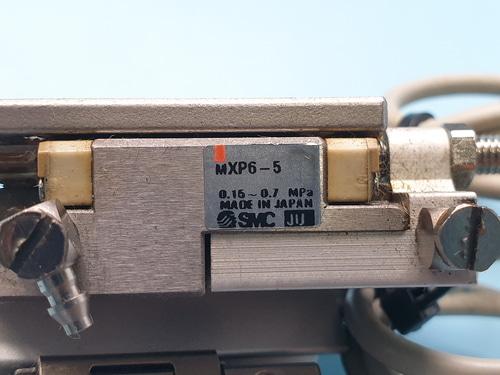 MXP6-5
0.15~0.7 MPa
MADE IN JAPAN
SMC JU